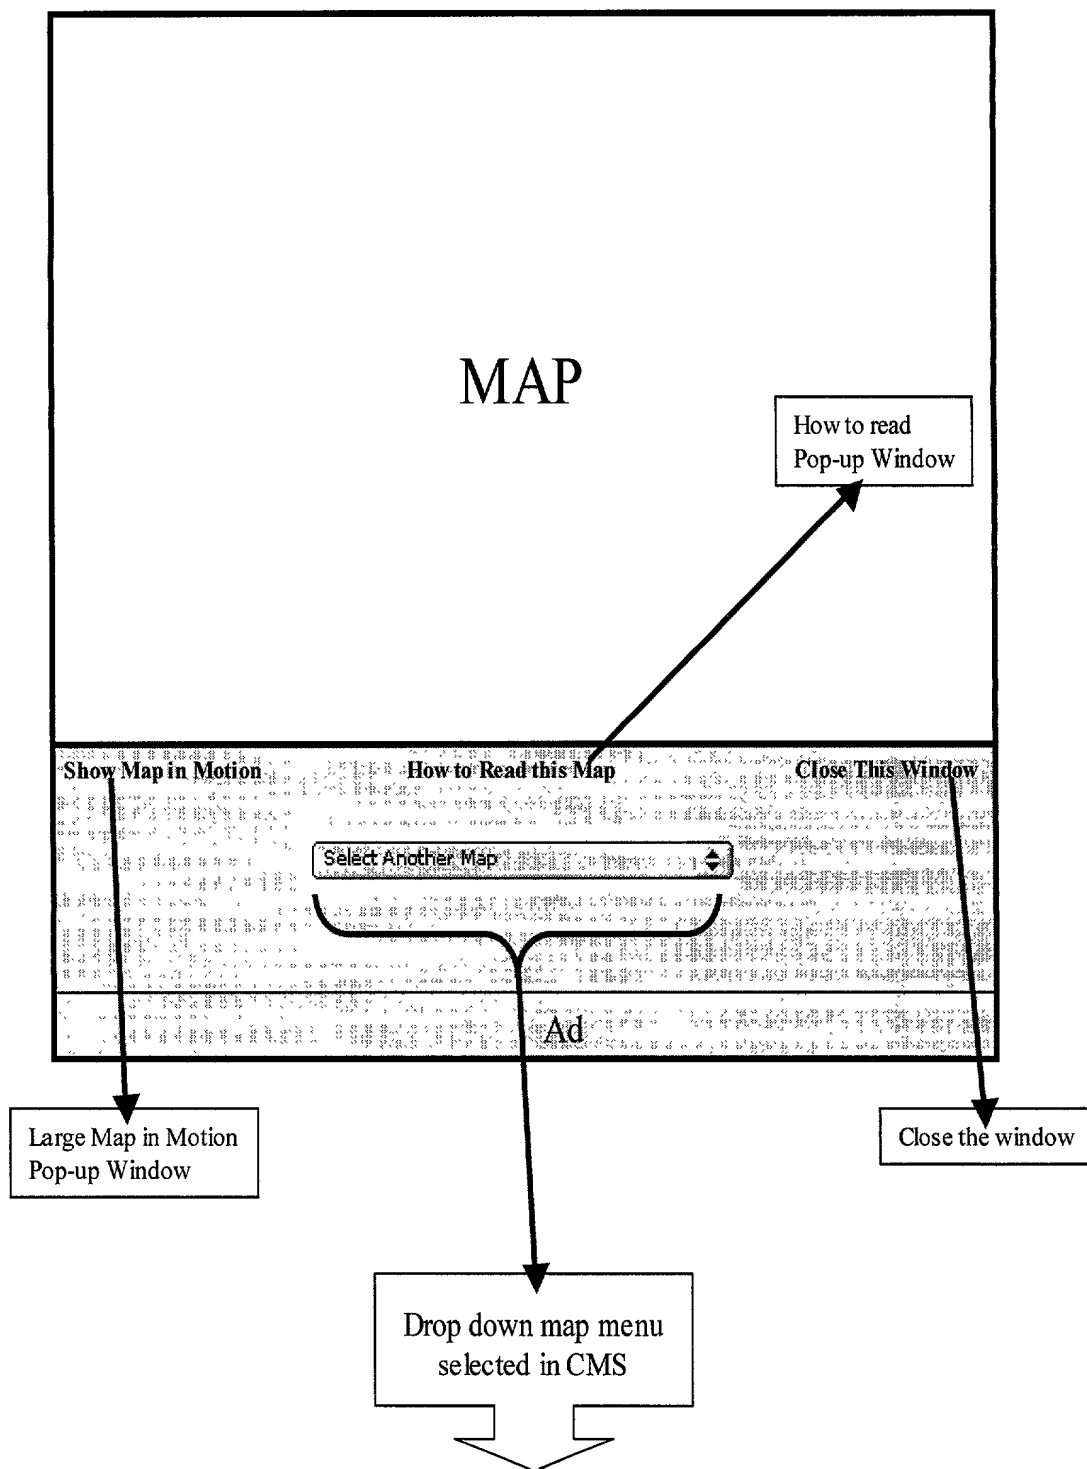 MAP
How to read
Pop-up Window
Show Map in Motion
How to Read this Map
Close This Window
Select Another Map
Ad
Large Map in Motion
Pop-up Window
Close the window
Drop down map menu
selected in CMS